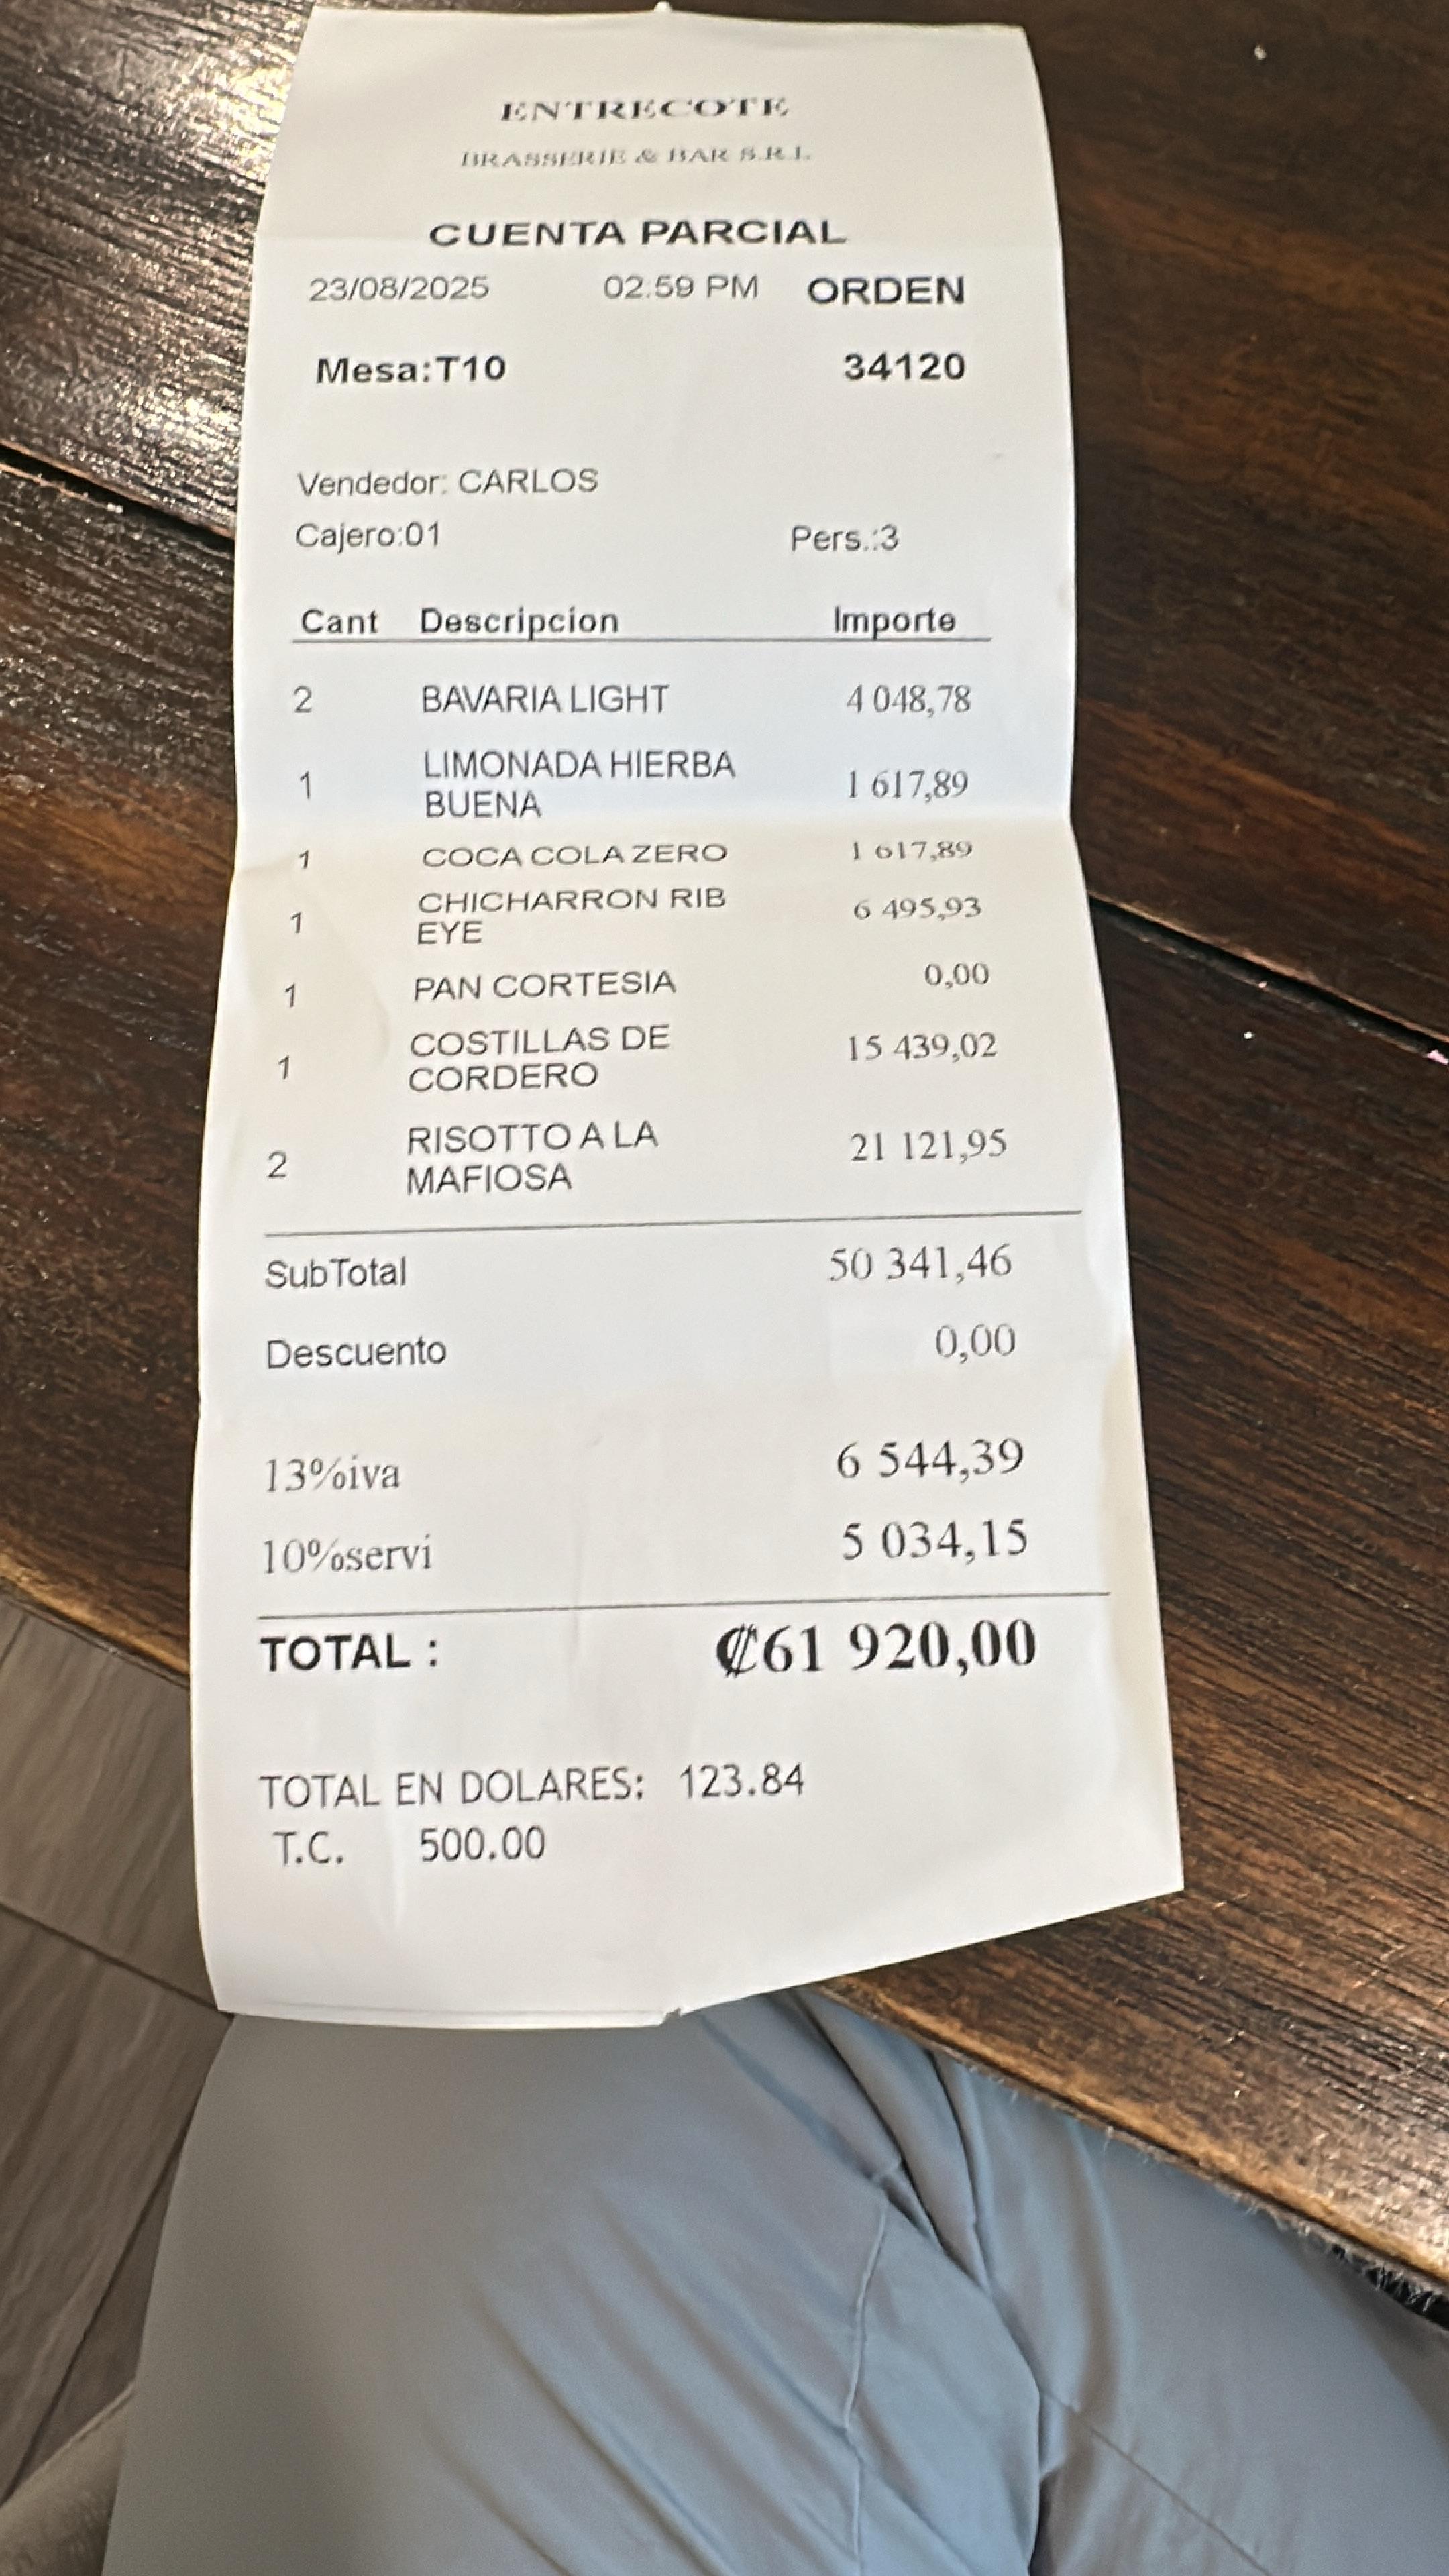 ENTRECOTE
BRASSERIE & BAR S.R.L.
CUENTA PARCIAL
23/08/2025 02:59 PM ORDEN
Mesa:T10 34120
Vendedor: CARLOS
Cajero:01 Pers.:3
Cant Descripcion Importe
2 BAVARIA LIGHT 4 048,78
1 LIMONADA HIERBA BUENA 1 617,89
1 COCA COLA ZERO 1 617,89
1 CHICHARRON RIB EYE 6 495,93
1 PAN CORTESIA 0,00
1 COSTILLAS DE CORDERO 15 439,02
2 RISOTTO A LA MAFIOSA 21 121,95
SubTotal 50 341,46
Descuento 0,00
13%iva 6 544,39
10%servi 5 034,15
TOTAL : ₡61 920,00
TOTAL EN DOLARES: 123.84
T.C. 500.00